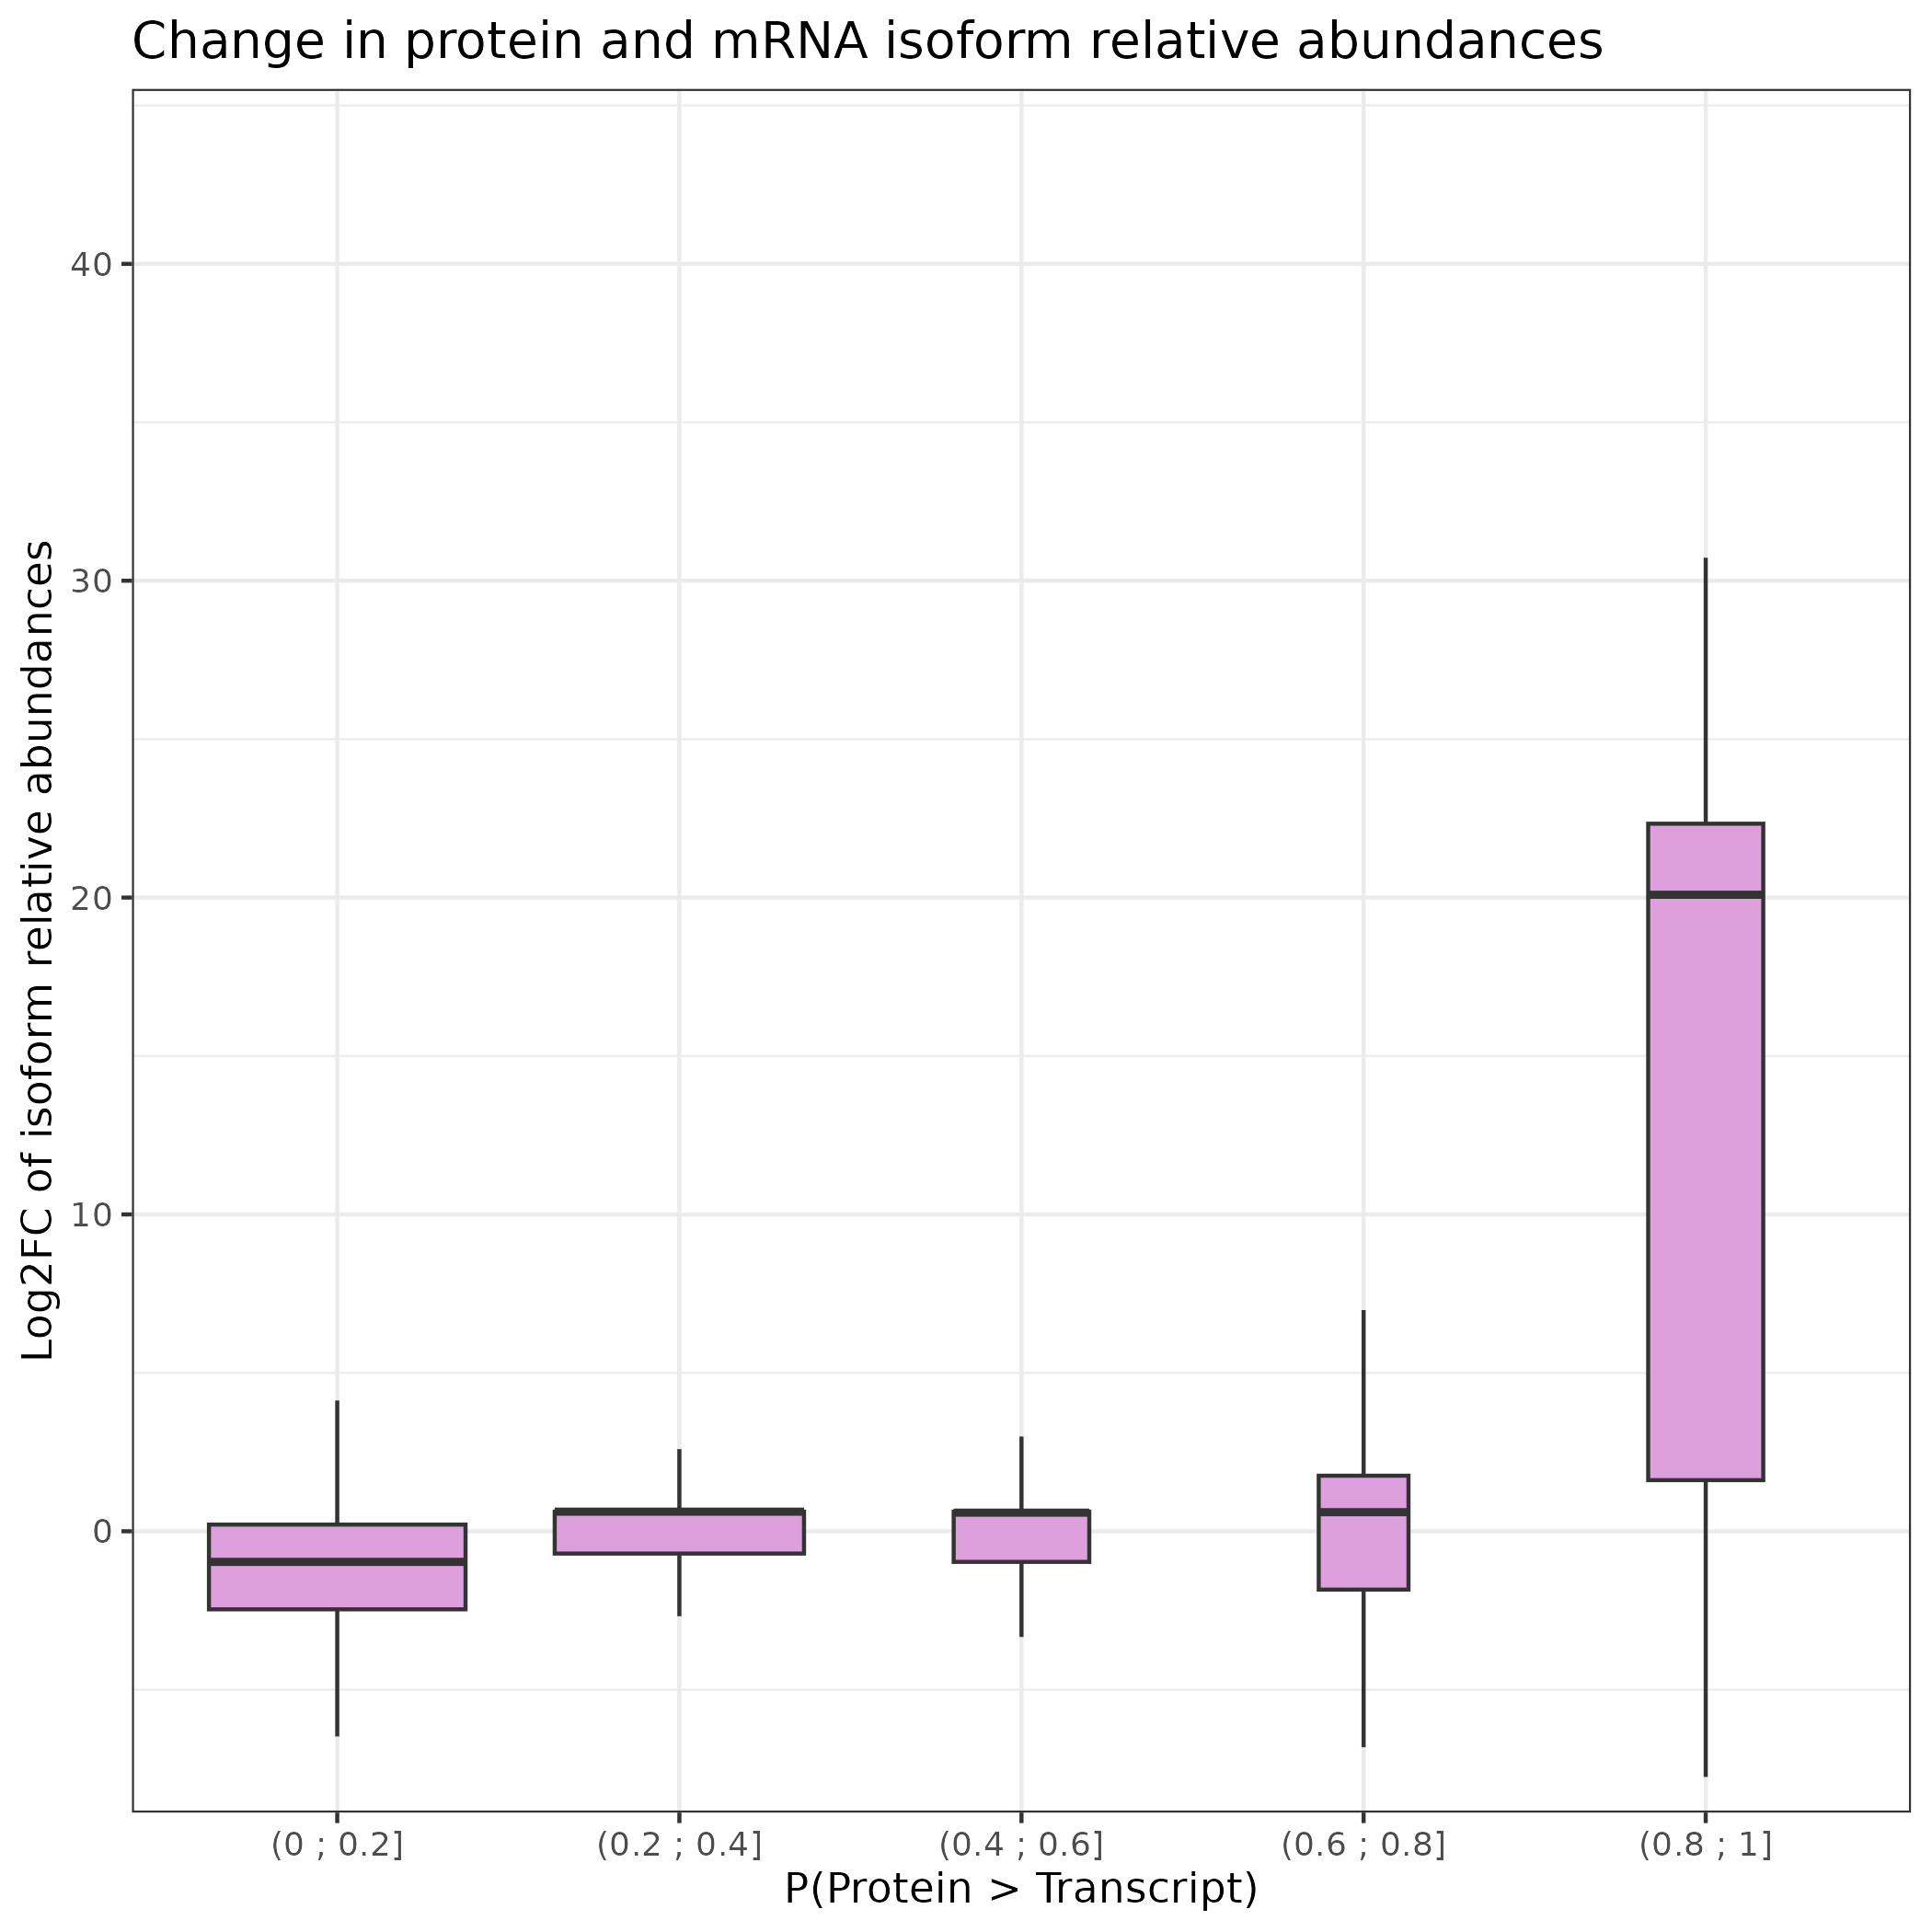 Change in protein and mRNA isoform relative abundances
Log2FC of isoform relative abundances
40
30
20
10
0
(0 ; 0.2]
(0.2 ; 0.4]
(0.4 ; 0.6]
(0.6 ; 0.8]
(0.8 ; 1]
P(Protein > Transcript)